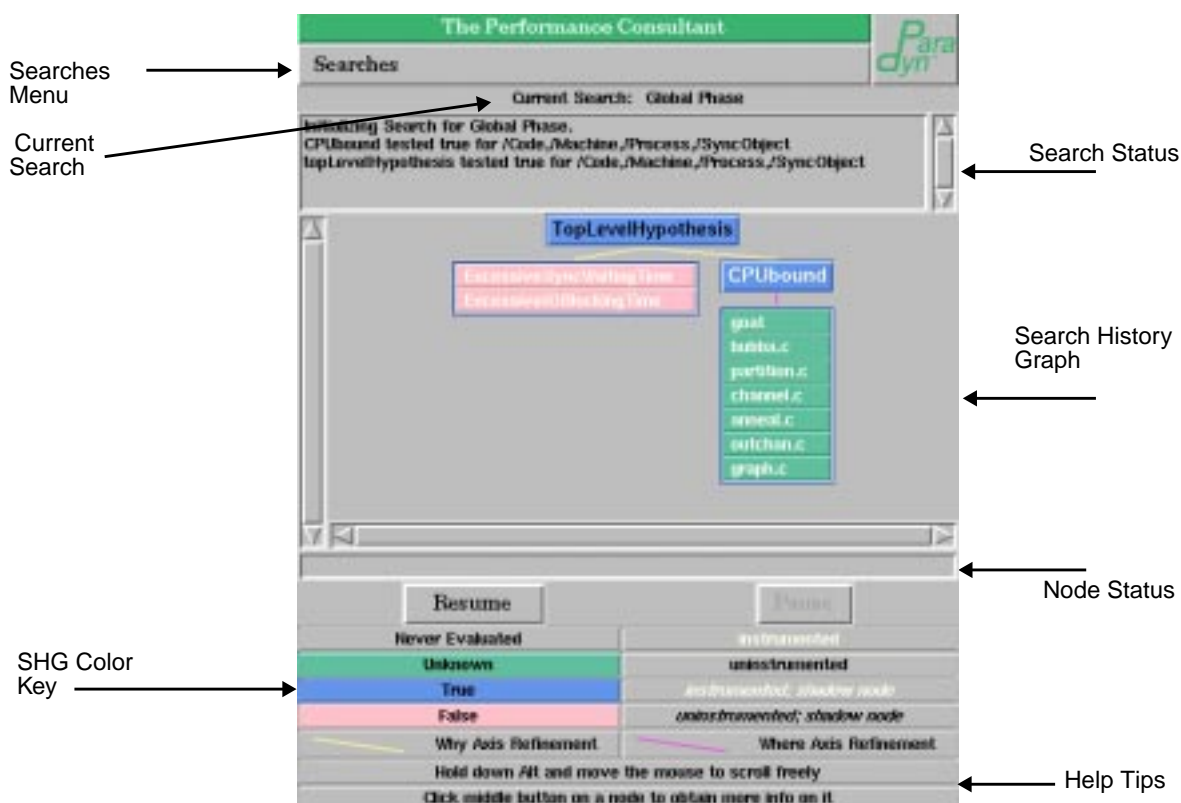 The Performance Consultant
Para
dyn
Searches
Searches
Menu
Current Search: Global Phase
Current
Search
Initializing Search for Global Phase.
CPUbound tested true for /Code,/Machine,/Process,/SyncObject
topLevelHypothesis tested true for /Code,/Machine,/Process,/SyncObject
Search Status
TopLevelHypothesis
ExcessiveSyncWaitingTime
ExcessiveIOBlockingTime
CPUbound
goat
bubba.c
partition.c
channel.c
anneal.c
outchan.c
graph.c
Search History
Graph
Node Status
Resume
Pause
Never Evaluated
instrumented
Unknown
uninstrumented
SHG Color
Key
True
instrumented; shadow node
False
uninstrumented; shadow node
Why Axis Refinement
Where Axis Refinement
Hold down Alt and move the mouse to scroll freely
Help Tips
Click middle button on a node to obtain more info on it